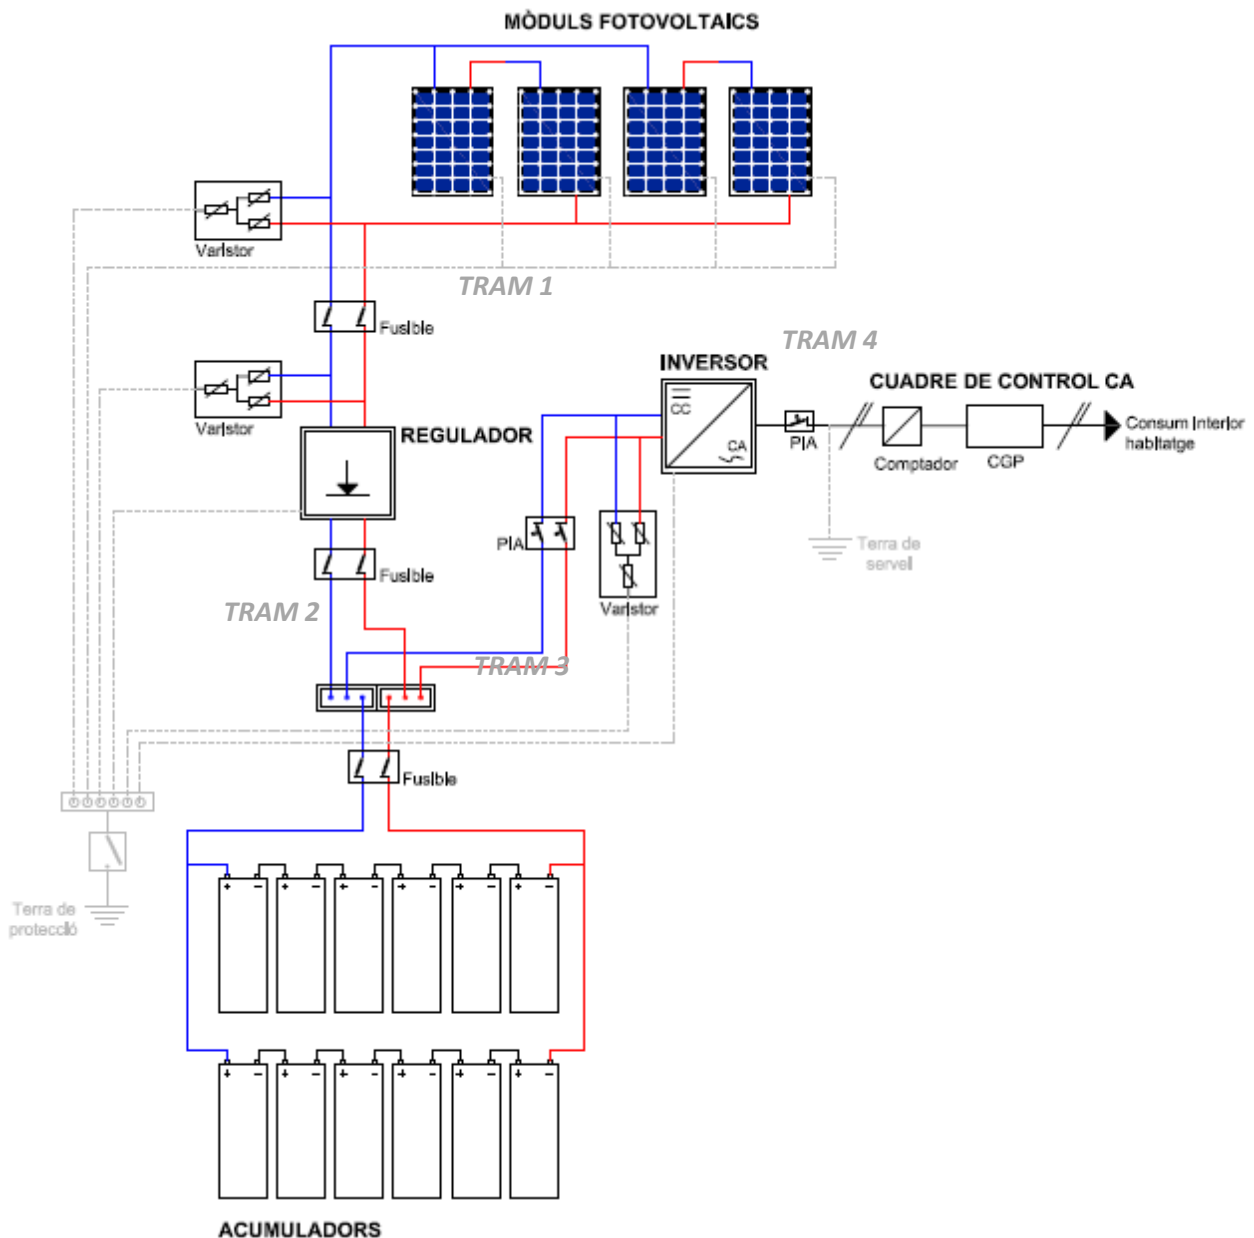 MÒDULS FOTOVOLTAICS
Varistor
TRAM 1
Fusible
TRAM 4
INVERSOR
CC
CA
CUADRE DE CONTROL CA
PIA
Comptador
CGP
Consum Interior
habitatge
Varistor
REGULADOR
PIA
Terra de
servell
Fusible
TRAM 2
Varistor
TRAM 3
Fusible
Terra de
protecció
+ - + - + - + - + - + -
+ - + - + - + - + - + -
ACUMULADORS